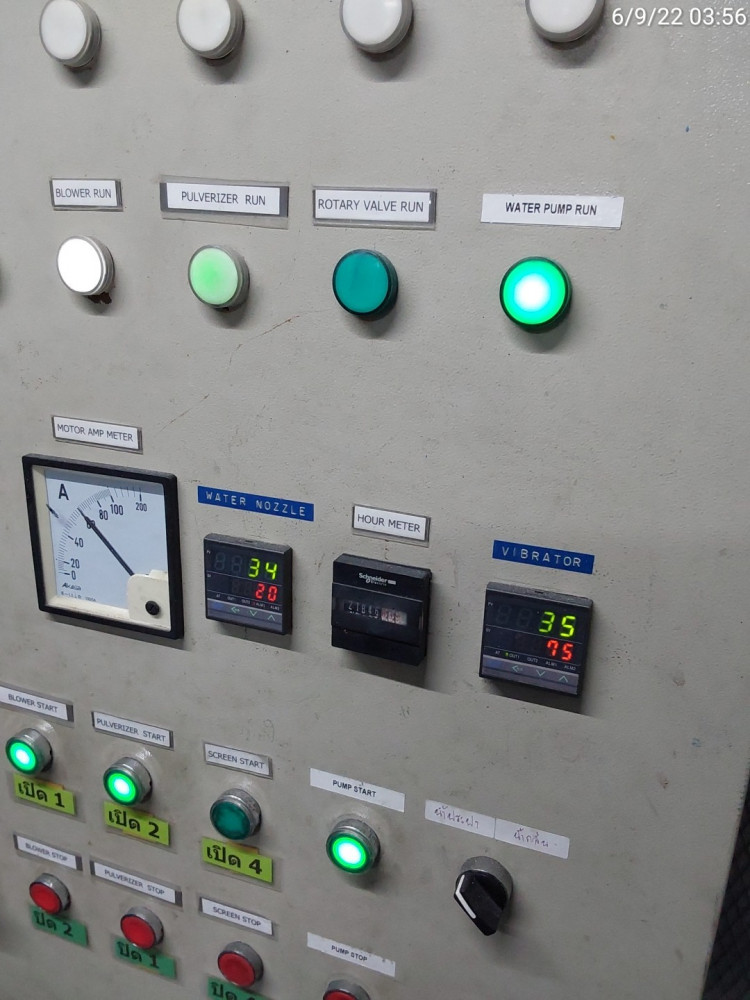 6/9/22 03:56
BLOWER RUN
PULVERIZER RUN
ROTARY VALVE RUN
WATER PUMP RUN
MOTOR AMP METER
WATER NOZZLE
HOUR METER
VIBRATOR
A
200
100
80
60
40
20
0
34
20
Schneider
Electric
35
75
BLOWER START
PULVERIZER START
SCREEN START
PUMP START
เปิด 1
เปิด 2
เปิด 4
BLOWER STOP
PULVERIZER STOP
SCREEN STOP
PUMP STOP
ปิด 2
ปิด 1